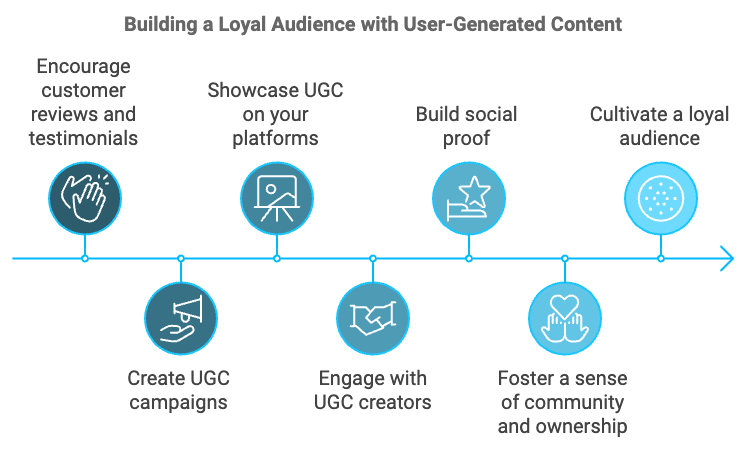 Building a Loyal Audience with User-Generated Content
Encourage
customer
reviews and
testimonials
Showcase UGC
on your
platforms
Build social
proof
Cultivate a loyal
audience
Create UGC
campaigns
Engage with
UGC creators
Foster a sense
of community
and ownership